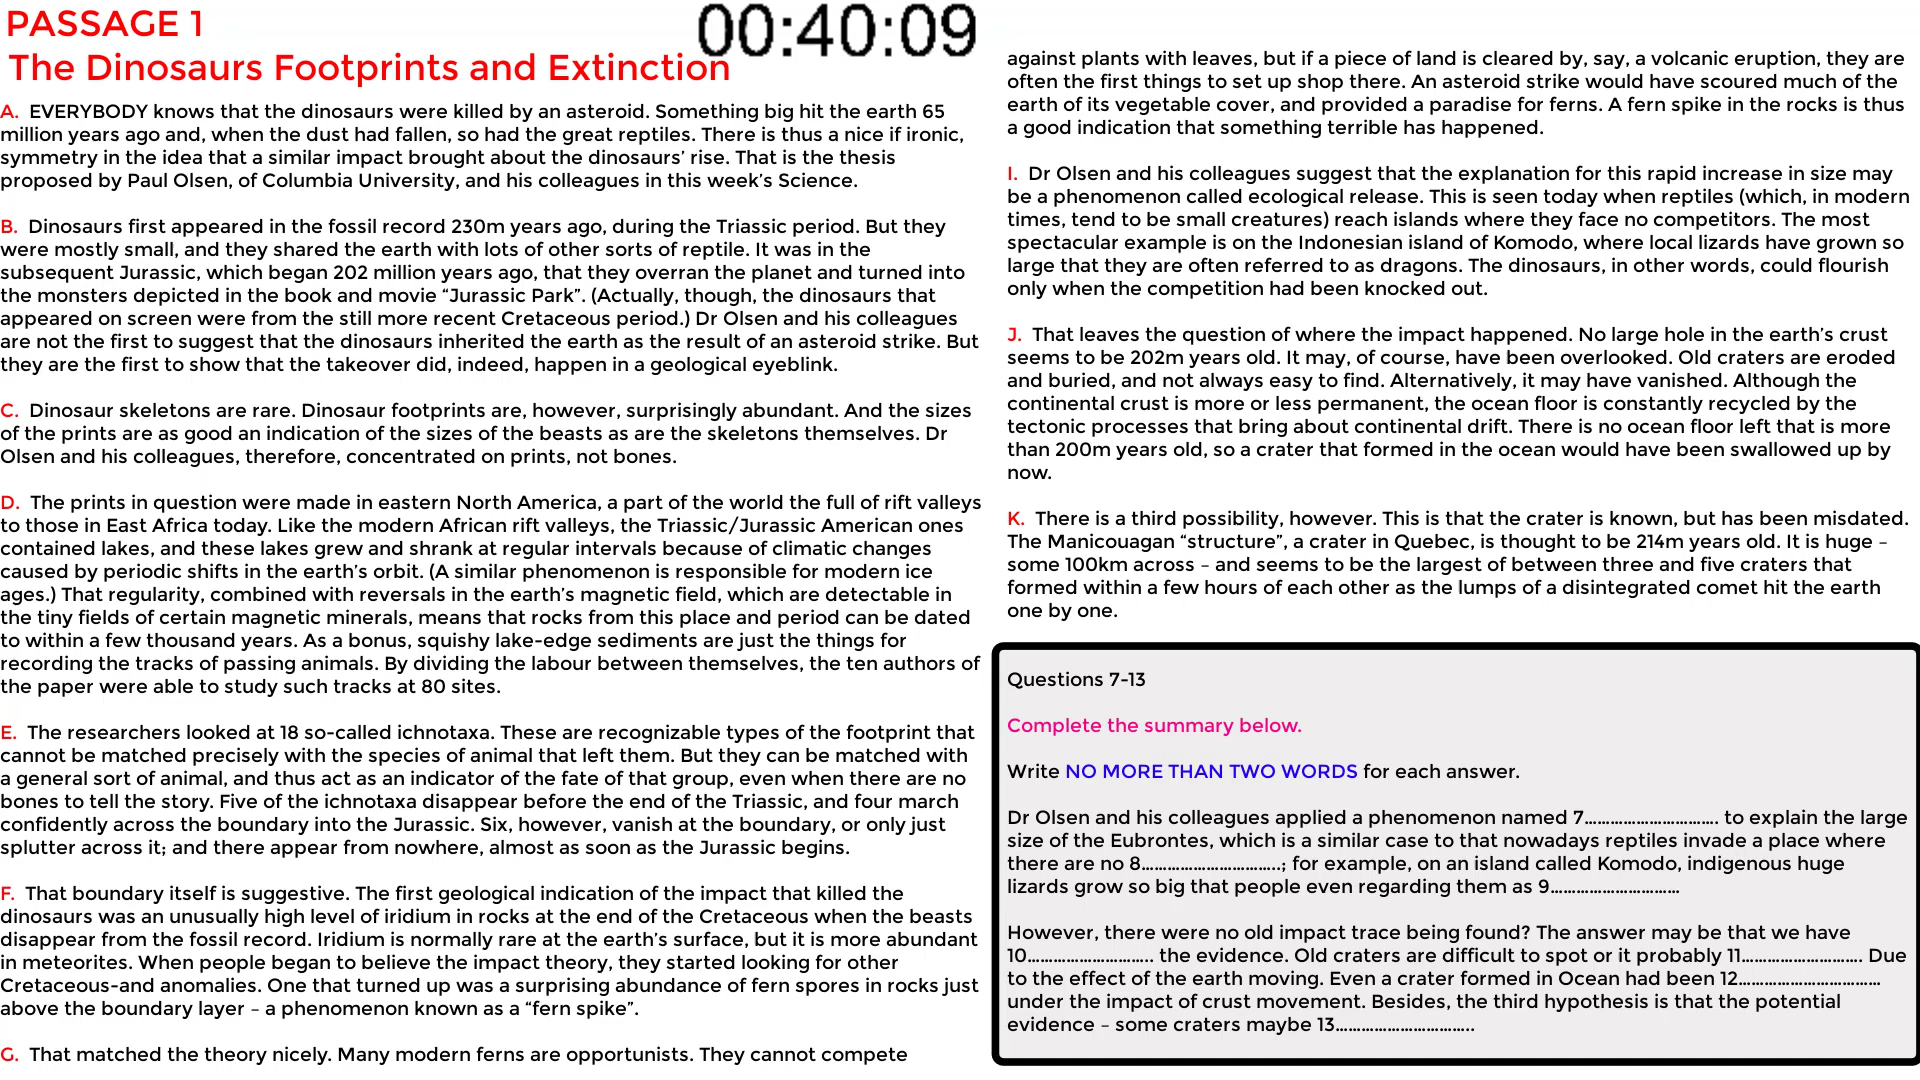 PASSAGE 1
00:40:09
The Dinosaurs Footprints and Extinction
A. EVERYBODY knows that the dinosaurs were killed by an asteroid. Something big hit the earth 65
million years ago and, when the dust had fallen, so had the great reptiles. There is thus a nice if ironic,
symmetry in the idea that a similar impact brought about the dinosaurs’ rise. That is the thesis
proposed by Paul Olsen, of Columbia University, and his colleagues in this week’s Science.
B. Dinosaurs first appeared in the fossil record 230m years ago, during the Triassic period. But they
were mostly small, and they shared the earth with lots of other sorts of reptile. It was in the
subsequent Jurassic, which began 202 million years ago, that they overran the planet and turned into
the monsters depicted in the book and movie “Jurassic Park”. (Actually, though, the dinosaurs that
appeared on screen were from the still more recent Cretaceous period.) Dr Olsen and his colleagues
are not the first to suggest that the dinosaurs inherited the earth as the result of an asteroid strike. But
they are the first to show that the takeover did, indeed, happen in a geological eyeblink.
C. Dinosaur skeletons are rare. Dinosaur footprints are, however, surprisingly abundant. And the sizes
of the prints are as good an indication of the sizes of the beasts as are the skeletons themselves. Dr
Olsen and his colleagues, therefore, concentrated on prints, not bones.
D. The prints in question were made in eastern North America, a part of the world the full of rift valleys
to those in East Africa today. Like the modern African rift valleys, the Triassic/Jurassic American ones
contained lakes, and these lakes grew and shrank at regular intervals because of climatic changes
caused by periodic shifts in the earth’s orbit. (A similar phenomenon is responsible for modern ice
ages.) That regularity, combined with reversals in the earth’s magnetic field, which are detectable in
the tiny fields of certain magnetic minerals, means that rocks from this place and period can be dated
to within a few thousand years. As a bonus, squishy lake-edge sediments are just the things for
recording the tracks of passing animals. By dividing the labour between themselves, the ten authors of
the paper were able to study such tracks at 80 sites.
E. The researchers looked at 18 so-called ichnotaxa. These are recognizable types of the footprint that
cannot be matched precisely with the species of animal that left them. But they can be matched with
a general sort of animal, and thus act as an indicator of the fate of that group, even when there are no
bones to tell the story. Five of the ichnotaxa disappear before the end of the Triassic, and four march
confidently across the boundary into the Jurassic. Six, however, vanish at the boundary, or only just
splutter across it; and there appear from nowhere, almost as soon as the Jurassic begins.
F. That boundary itself is suggestive. The first geological indication of the impact that killed the
dinosaurs was an unusually high level of iridium in rocks at the end of the Cretaceous when the beasts
disappear from the fossil record. Iridium is normally rare at the earth’s surface, but it is more abundant
in meteorites. When people began to believe the impact theory, they started looking for other
Cretaceous-and anomalies. One that turned up was a surprising abundance of fern spores in rocks just
above the boundary layer – a phenomenon known as a “fern spike”.
G. That matched the theory nicely. Many modern ferns are opportunists. They cannot compete
against plants with leaves, but if a piece of land is cleared by, say, a volcanic eruption, they are
often the first things to set up shop there. An asteroid strike would have scoured much of the
earth of its vegetable cover, and provided a paradise for ferns. A fern spike in the rocks is thus
a good indication that something terrible has happened.
I. Dr Olsen and his colleagues suggest that the explanation for this rapid increase in size may
be a phenomenon called ecological release. This is seen today when reptiles (which, in modern
times, tend to be small creatures) reach islands where they face no competitors. The most
spectacular example is on the Indonesian island of Komodo, where local lizards have grown so
large that they are often referred to as dragons. The dinosaurs, in other words, could flourish
only when the competition had been knocked out.
J. That leaves the question of where the impact happened. No large hole in the earth’s crust
seems to be 202m years old. It may, of course, have been overlooked. Old craters are eroded
and buried, and not always easy to find. Alternatively, it may have vanished. Although the
continental crust is more or less permanent, the ocean floor is constantly recycled by the
tectonic processes that bring about continental drift. There is no ocean floor left that is more
than 200m years old, so a crater that formed in the ocean would have been swallowed up by
now.
K. There is a third possibility, however. This is that the crater is known, but has been misdated.
The Manicouagan “structure”, a crater in Quebec, is thought to be 214m years old. It is huge –
some 100km across – and seems to be the largest of between three and five craters that
formed within a few hours of each other as the lumps of a disintegrated comet hit the earth
one by one.
Questions 7-13
Complete the summary below.
Write NO MORE THAN TWO WORDS for each answer.
Dr Olsen and his colleagues applied a phenomenon named 7………………………… to explain the large
size of the Eubrontes, which is a similar case to that nowadays reptiles invade a place where
there are no 8…………………………..; for example, on an island called Komodo, indigenous huge
lizards grow so big that people even regarding them as 9…………………………
However, there were no old impact trace being found? The answer may be that we have
10……………………….. the evidence. Old craters are difficult to spot or it probably 11………………………. Due
to the effect of the earth moving. Even a crater formed in Ocean had been 12……………………………
under the impact of crust movement. Besides, the third hypothesis is that the potential
evidence – some craters maybe 13…………………………..